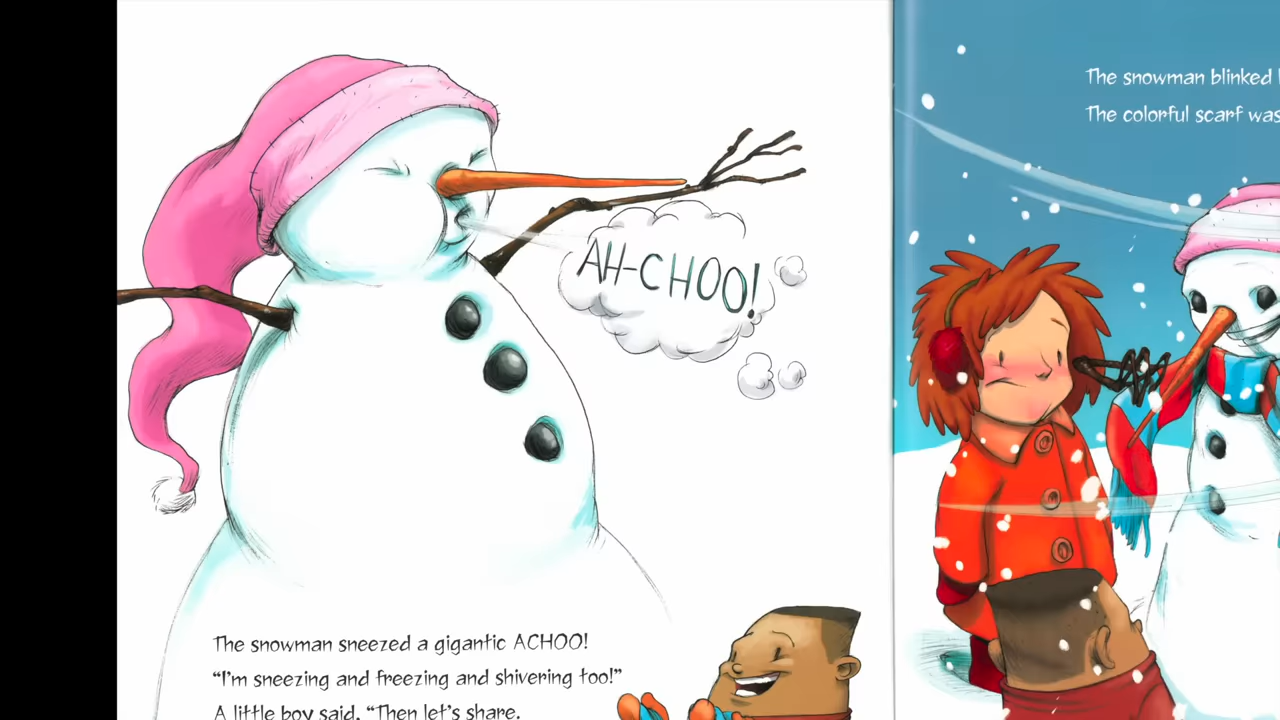 AH-CHOO!
The snowman sneezed a gigantic ACHOO!
“I’m sneezing and freezing and shivering too!”
A little boy said, “Then let’s share.
The snowman blinked
The colorful scarf was